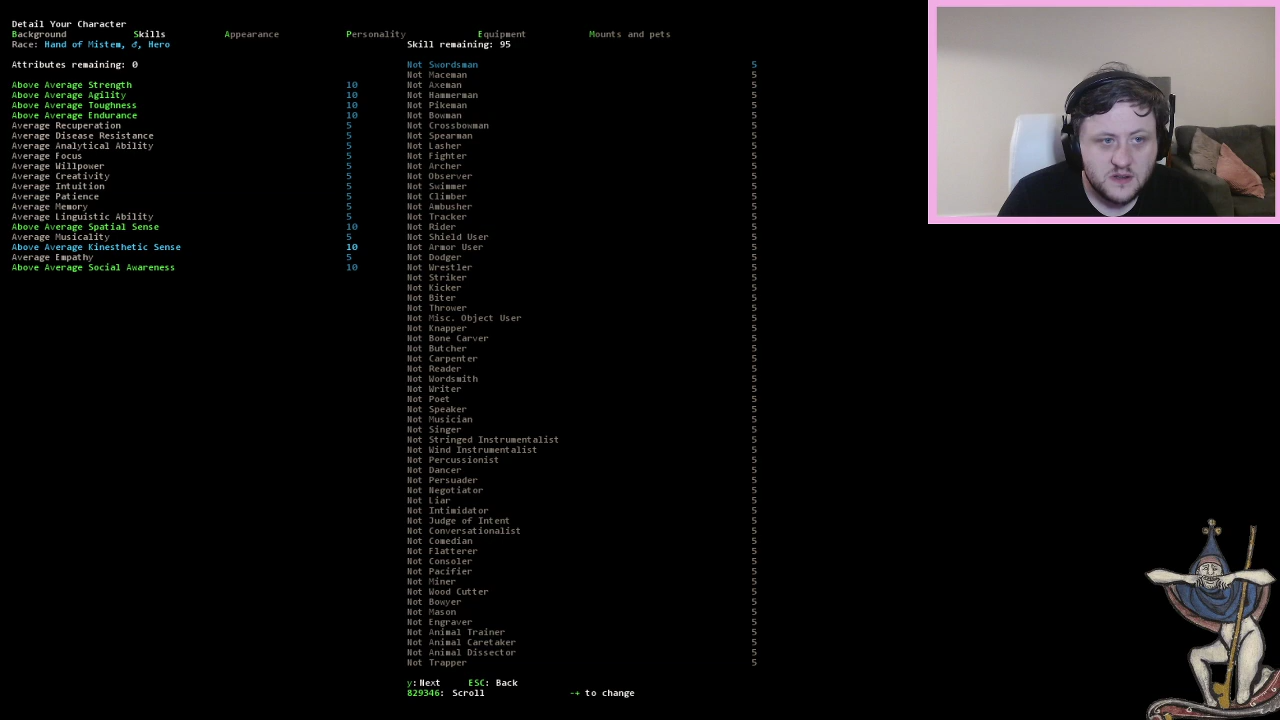 Detail Your Character
Background Skills Appearance Personality Equipment Mounts and pets
Race: Hand of Mistem, ♂, Hero Skill remaining: 95
Attributes remaining: 0 Not Swordsman 5
Not Maceman 5
Above Average Strength 10 Not Axeman 5
Above Average Agility 10 Not Hammerman 5
Above Average Toughness 10 Not Pikeman 5
Above Average Endurance 10 Not Bowman 5
Average Recuperation 5 Not Crossbowman 5
Average Disease Resistance 5 Not Spearman 5
Average Analytical Ability 5 Not Lasher 5
Average Focus 5 Not Fighter 5
Average Willpower 5 Not Archer 5
Average Creativity 5 Not Observer 5
Average Intuition 5 Not Swimmer 5
Average Patience 5 Not Climber 5
Average Memory 5 Not Ambusher 5
Average Linguistic Ability 5 Not Tracker 5
Above Average Spatial Sense 10 Not Rider 5
Average Musicality 5 Not Shield User 5
Above Average Kinesthetic Sense 10 Not Armor User 5
Average Empathy 5 Not Dodger 5
Above Average Social Awareness 10 Not Wrestler 5
Not Striker 5
Not Kicker 5
Not Biter 5
Not Thrower 5
Not Misc. Object User 5
Not Knapper 5
Not Bone Carver 5
Not Butcher 5
Not Carpenter 5
Not Reader 5
Not Wordsmith 5
Not Writer 5
Not Poet 5
Not Speaker 5
Not Musician 5
Not Singer 5
Not Stringed Instrumentalist 5
Not Wind Instrumentalist 5
Not Percussionist 5
Not Dancer 5
Not Persuader 5
Not Negotiator 5
Not Liar 5
Not Intimidator 5
Not Judge of Intent 5
Not Conversationalist 5
Not Comedian 5
Not Flatterer 5
Not Consoler 5
Not Pacifier 5
Not Miner 5
Not Wood Cutter 5
Not Bowyer 5
Not Mason 5
Not Engraver 5
Not Animal Trainer 5
Not Animal Caretaker 5
Not Animal Dissector 5
Not Trapper 5
y: Next ESC: Back
829346: Scroll -+ to change